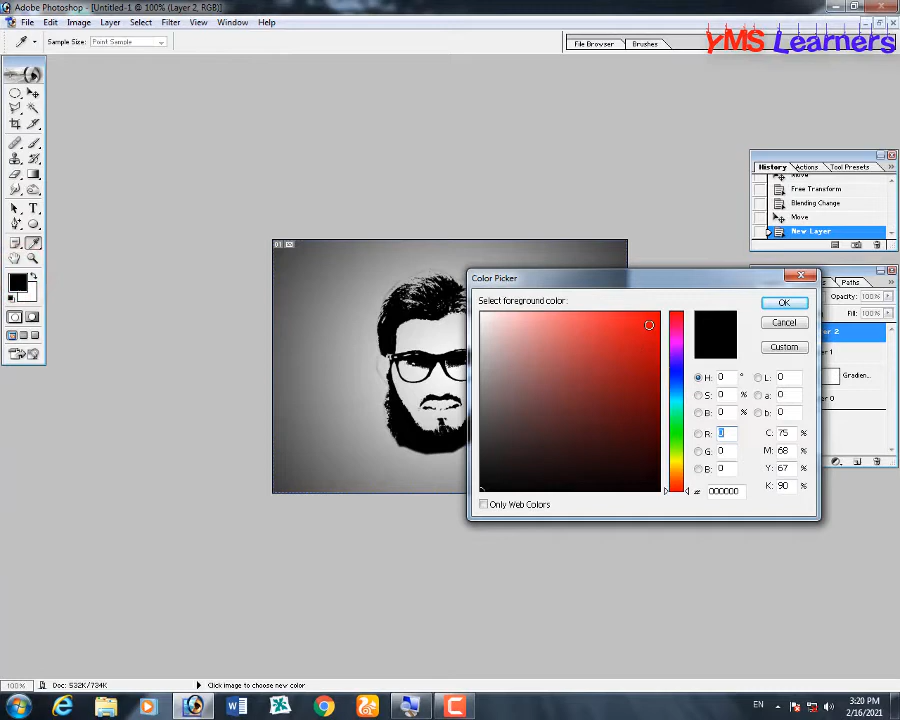 Adobe Photoshop - [Untitled-1 @ 100% (Layer 2, RGB)]
File Edit Image Layer Select Filter View Window Help
Sample Size: Point Sample
File Browser Brushes
YMS Learners
History Actions Tool Presets
Move
Free Transform
Blending Change
Move
New Layer
Paths
Opacity: 100%
Fill: 100%
Gradien...
01
Color Picker
Select foreground color:
OK
Cancel
Custom
H: 0 ° L: 0
S: 0 % a: 0
B: 0 % b: 0
R: 0 C: 75 %
G: 0 M: 68 %
B: 0 Y: 67 %
K: 90 %
# 000000
Only Web Colors
100% Doc: 532K/734K Click image to choose new color
EN 3:20 PM
2/16/2021